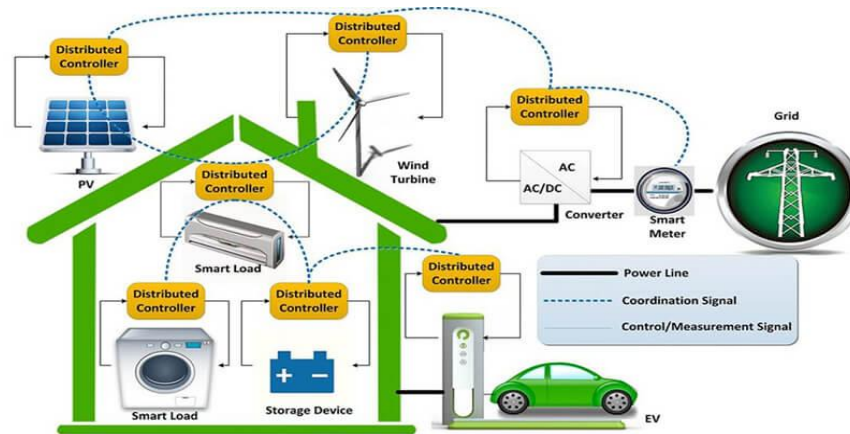 Distributed
Controller
Distributed
Controller
Distributed
Controller
Grid
PV
Wind
Turbine
AC
AC/DC
Converter
Smart
Meter
Distributed
Controller
Smart Load
Distributed
Controller
Distributed
Controller
Distributed
Controller
Power Line
Coordination Signal
Control/Measurement Signal
Smart Load
Storage Device
EV